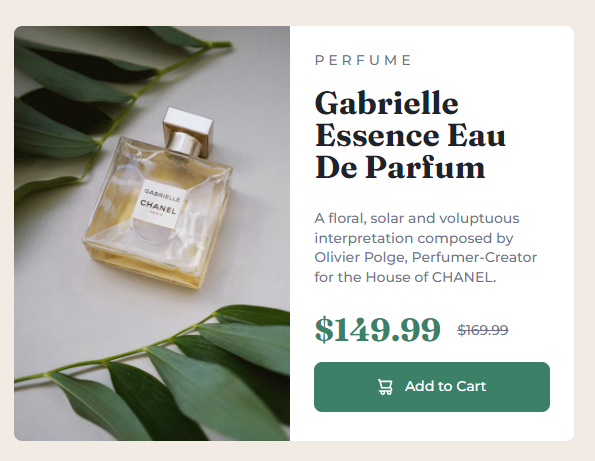 GABRIELLE
CHANEL
PARIS
PERFUME
Gabrielle
Essence Eau
De Parfum
A floral, solar and voluptuous
interpretation composed by
Olivier Polge, Perfumer-Creator
for the House of CHANEL.
$149.99 $169.99
Add to Cart